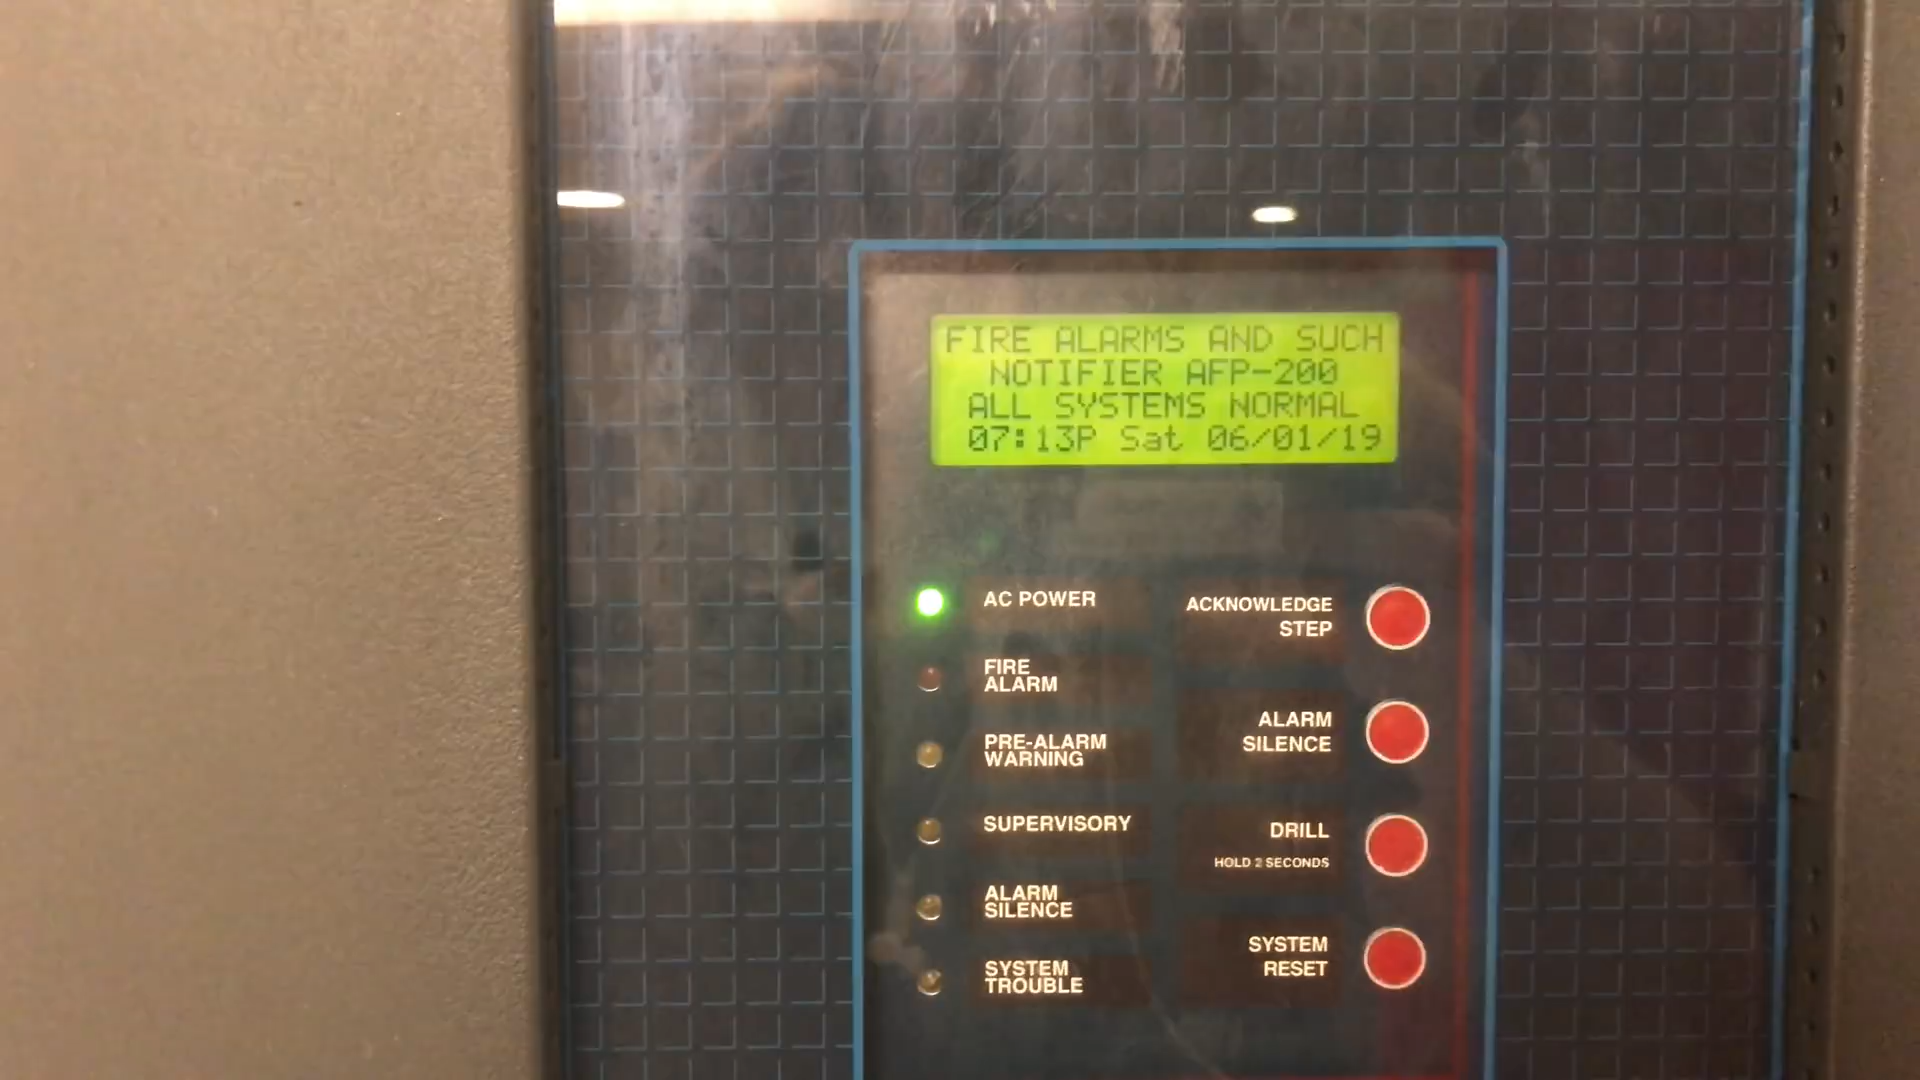 FIRE ALARMS AND SUCH
NOTIFIER AFP-200
ALL SYSTEMS NORMAL
07:13P Sat 06/01/19
AC POWER
FIRE
ALARM
PRE-ALARM
WARNING
SUPERVISORY
ALARM
SILENCE
SYSTEM
TROUBLE
ACKNOWLEDGE
STEP
ALARM
SILENCE
DRILL
HOLD 2 SECONDS
SYSTEM
RESET